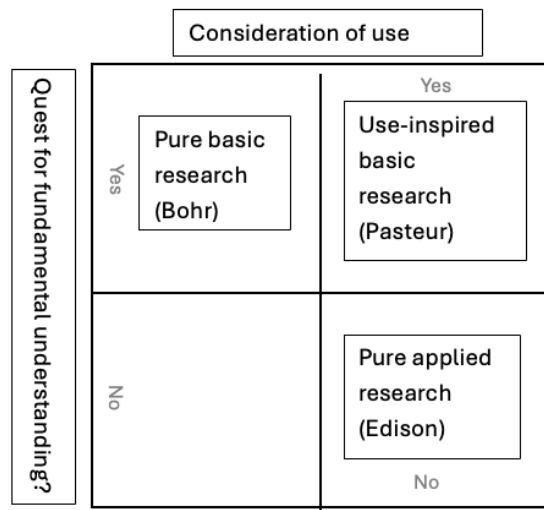 Consideration of use
Quest for fundamental understanding?
Yes
Yes
Pure basic
research
(Bohr)
Use-inspired
basic
research
(Pasteur)
No
Pure applied
research
(Edison)
No